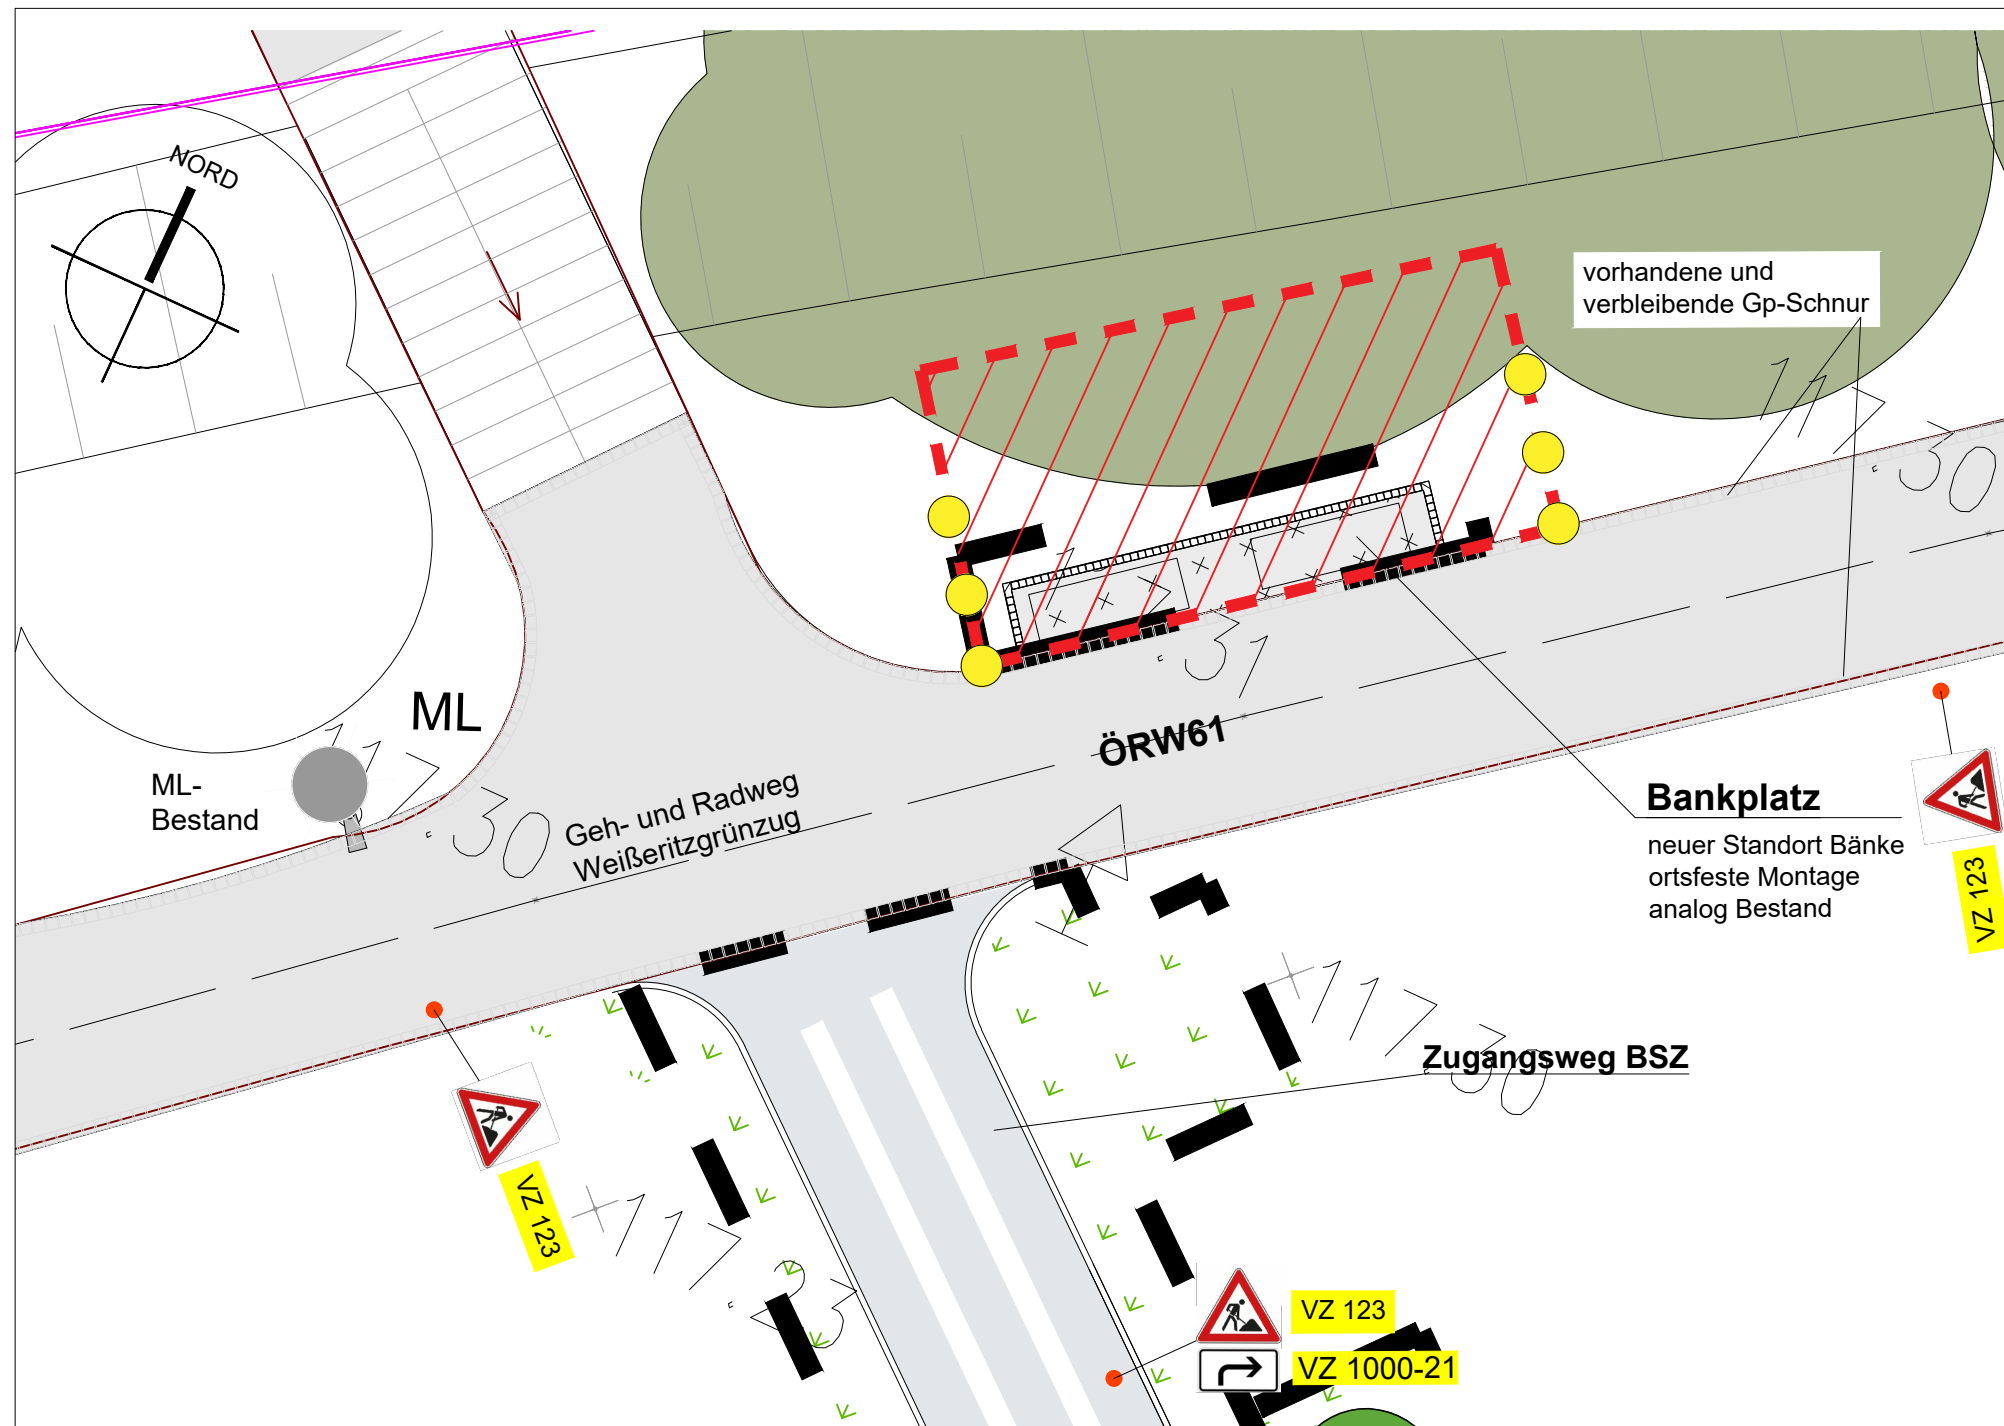 NORD
vorhandene und
verbleibende Gp-Schnur
ML
ML-
Bestand
ÖRW61
Geh- und Radweg
Weißeritzgrünzug
Bankplatz
neuer Standort Bänke
ortsfeste Montage
analog Bestand
VZ 123
Zugangsweg BSZ
VZ 123
VZ 123
VZ 1000-21